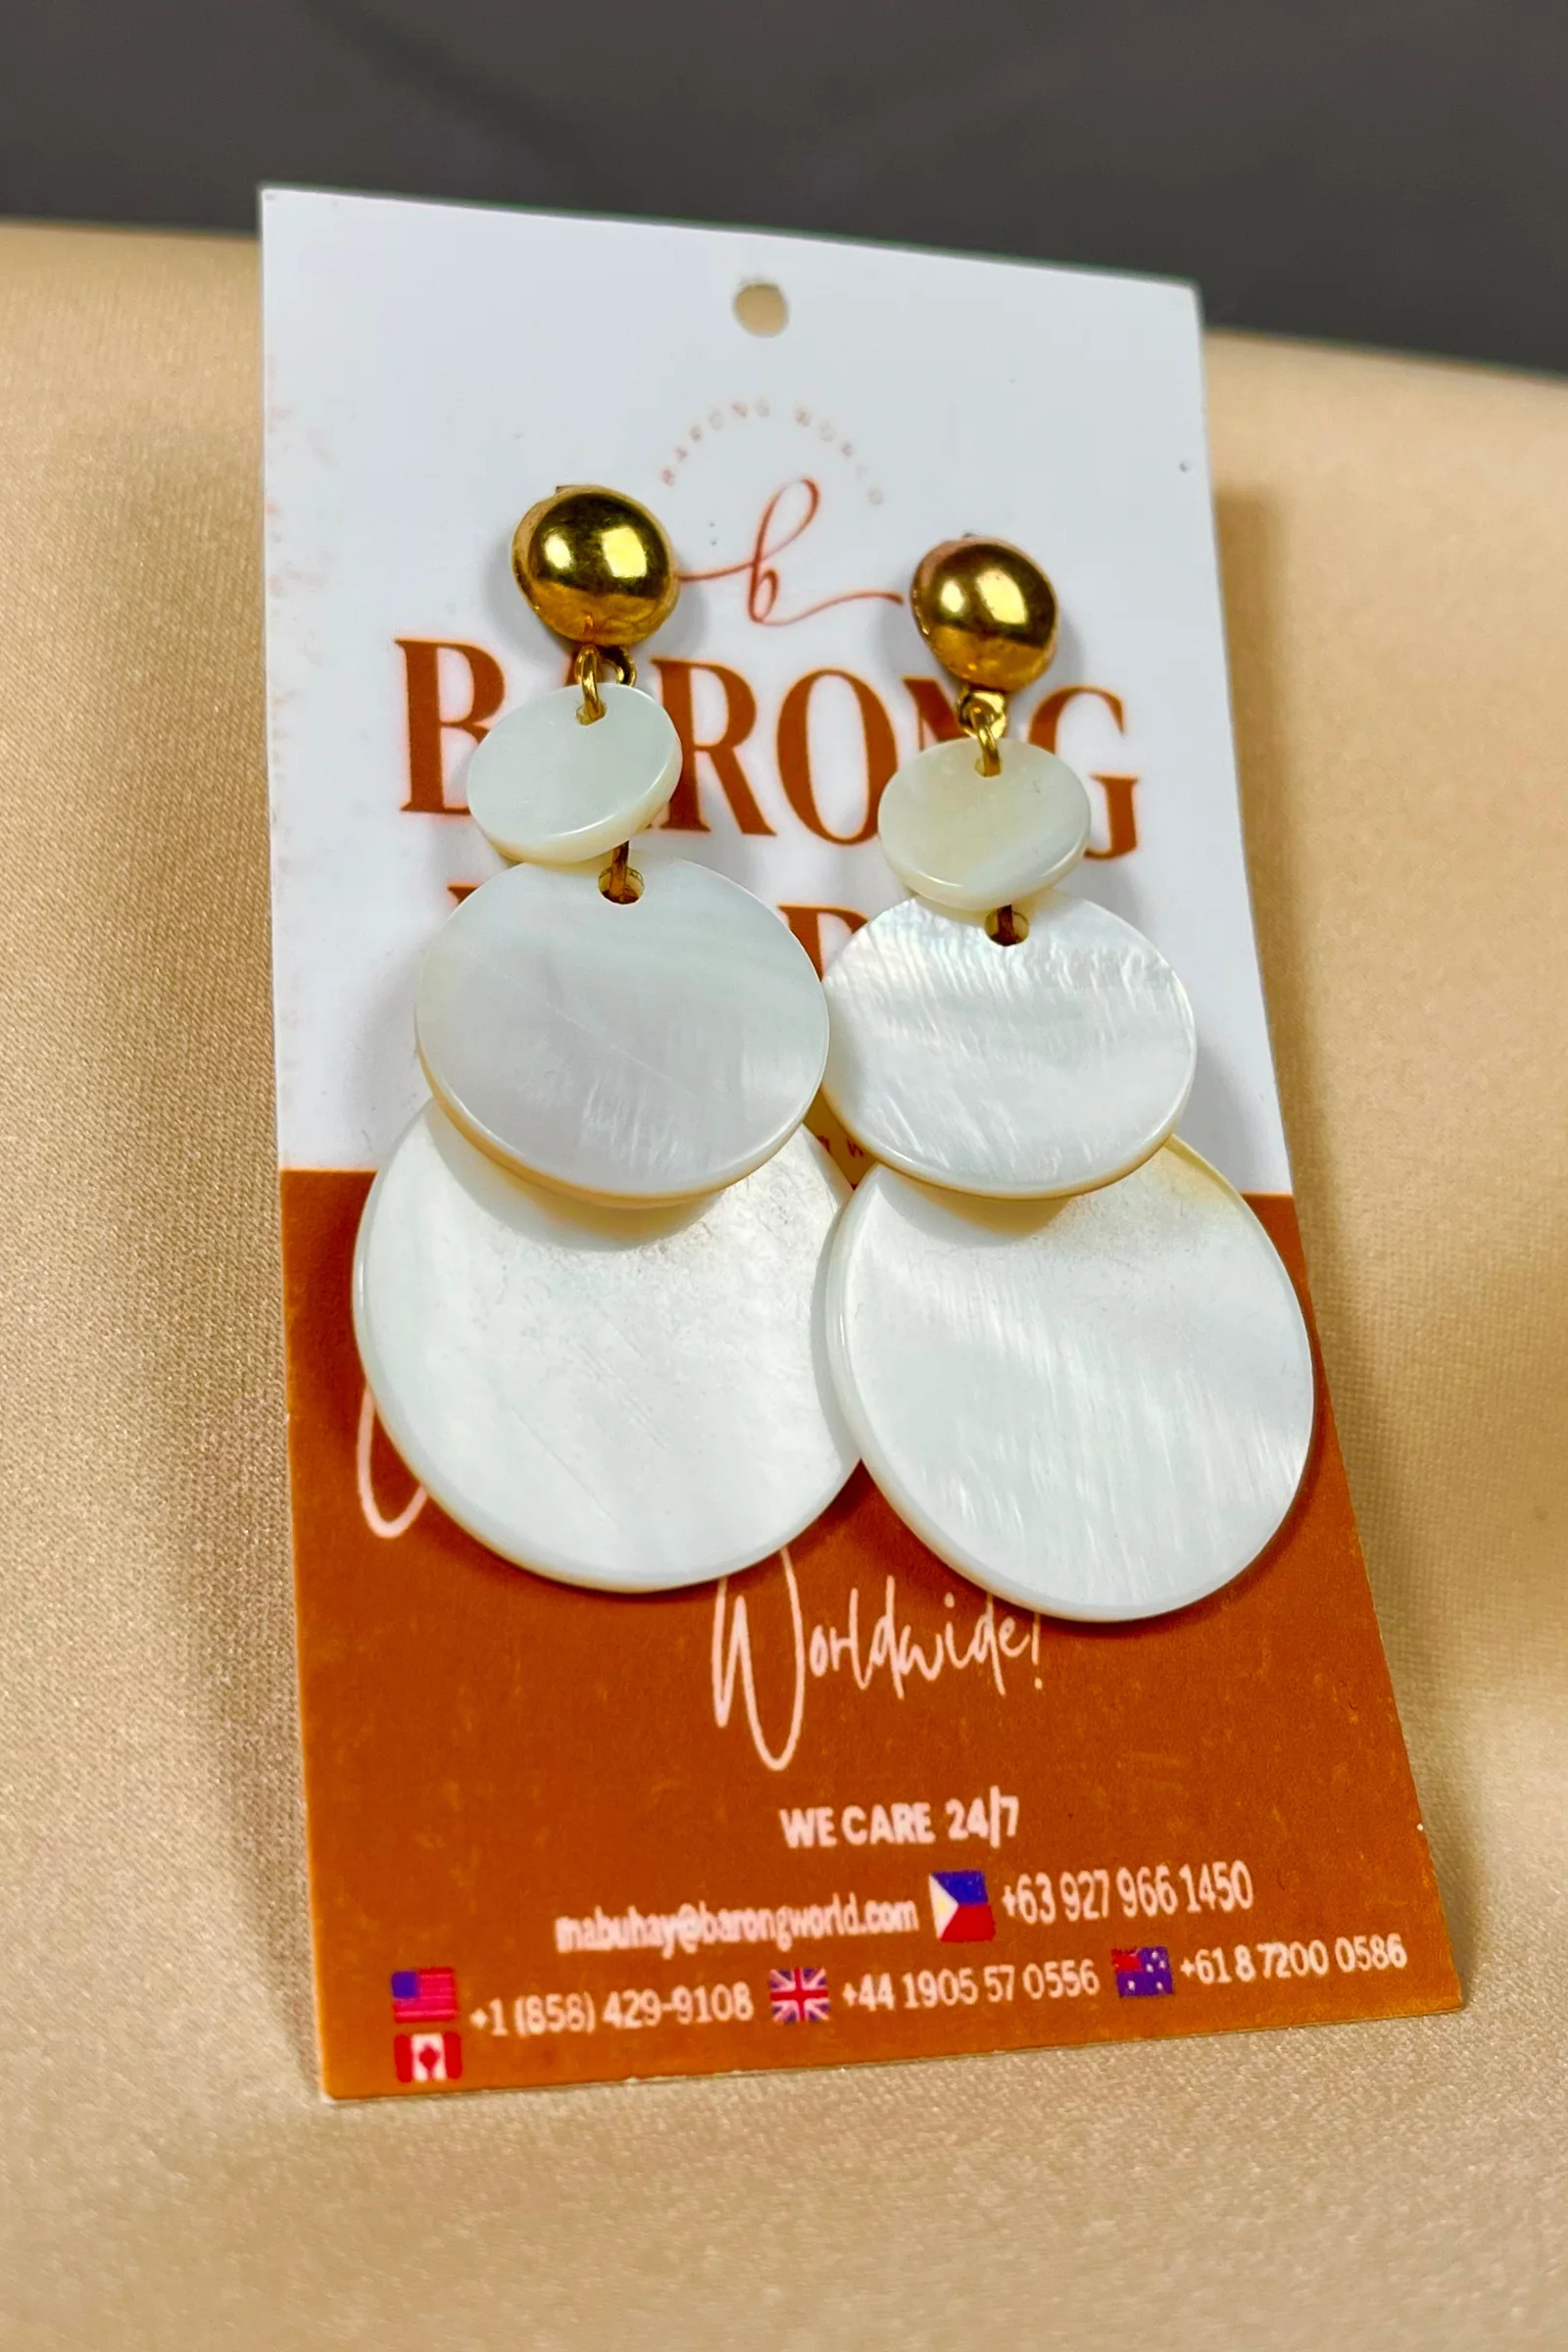 BARONG WORLD
b
BARONG
Worldwide!
WE CARE 24/7
mabuhay@barongworld.com +63 927 966 1450
+1 (858) 429-9108 +44 1905 57 0556 +61 8 7200 0586